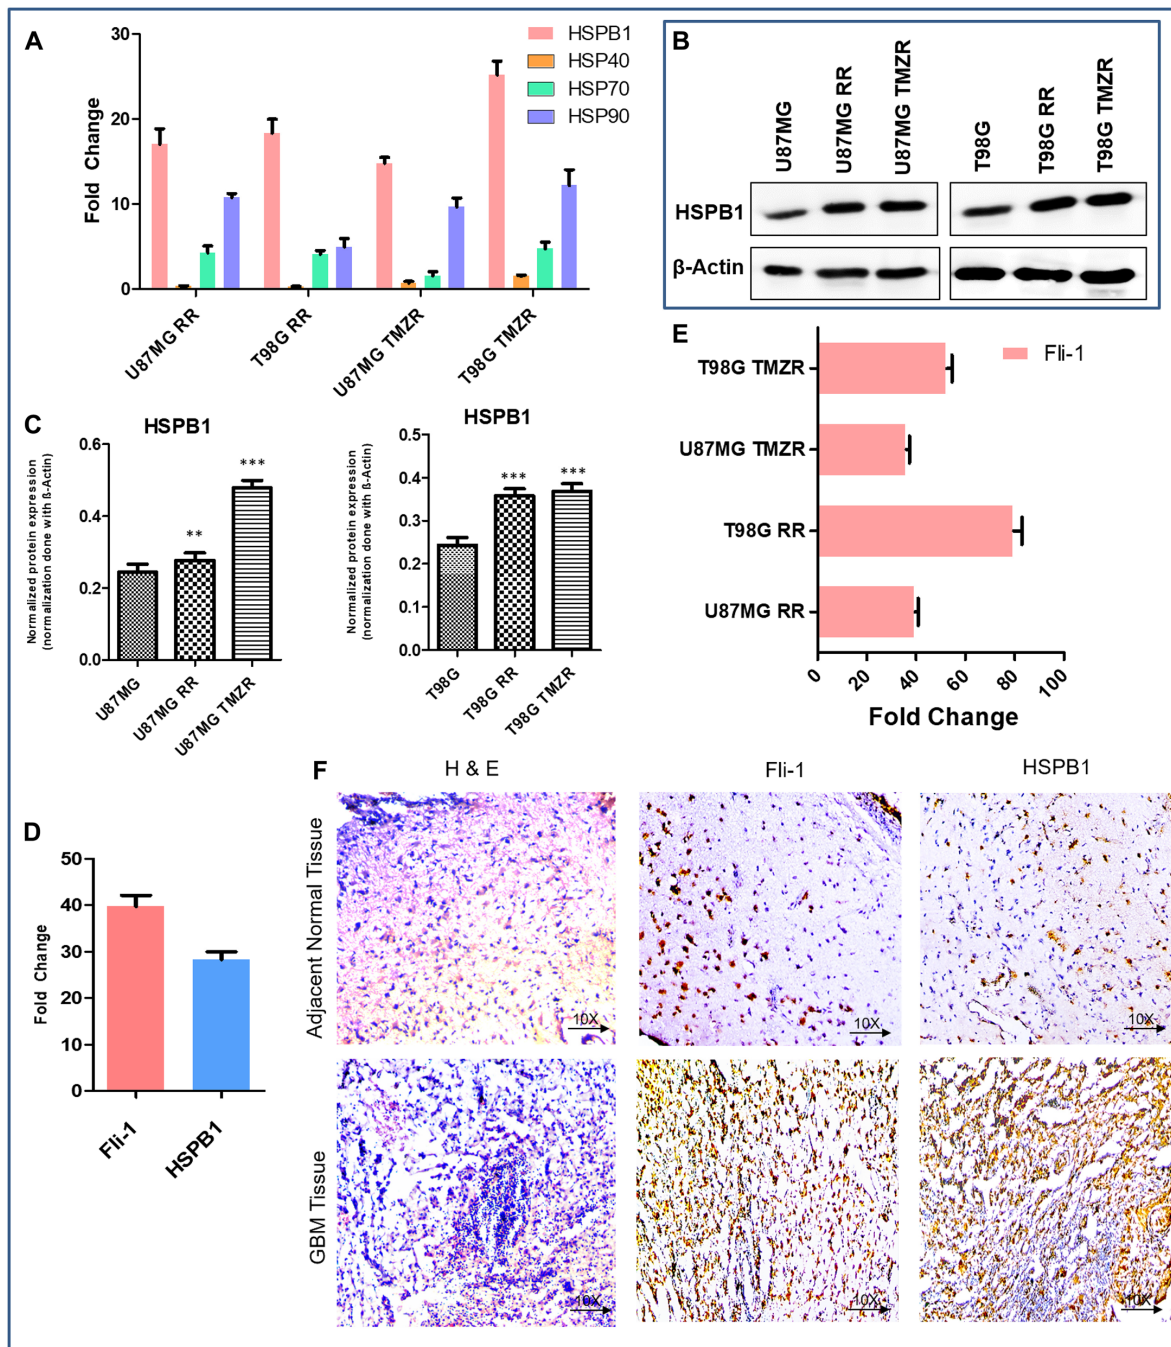 A
30
20
10
0
Fold Change
HSPB1
HSP40
HSP70
HSP90
U87MG RR
T98G RR
U87MG TMZR
T98G TMZR
B
U87MG
U87MG RR
U87MG TMZR
T98G
T98G RR
T98G TMZR
HSPB1
β-Actin
C
HSPB1
Normalized protein expression
(normalization done with ß-Actin)
0.6
0.4
0.2
0.0
**
***
U87MG
U87MG RR
U87MG TMZR
HSPB1
Normalized protein expression
(normalization done with ß-Actin)
0.5
0.4
0.3
0.2
0.1
0.0
***
***
T98G
T98G RR
T98G TMZR
E
Fli-1
T98G TMZR
U87MG TMZR
T98G RR
U87MG RR
0
20
40
60
80
100
Fold Change
D
50
40
30
20
10
0
Fold Change
Fli-1
HSPB1
F
H & E
Fli-1
HSPB1
Adjacent Normal Tissue
10X
10X
10X
GBM Tissue
10X
10X
10X